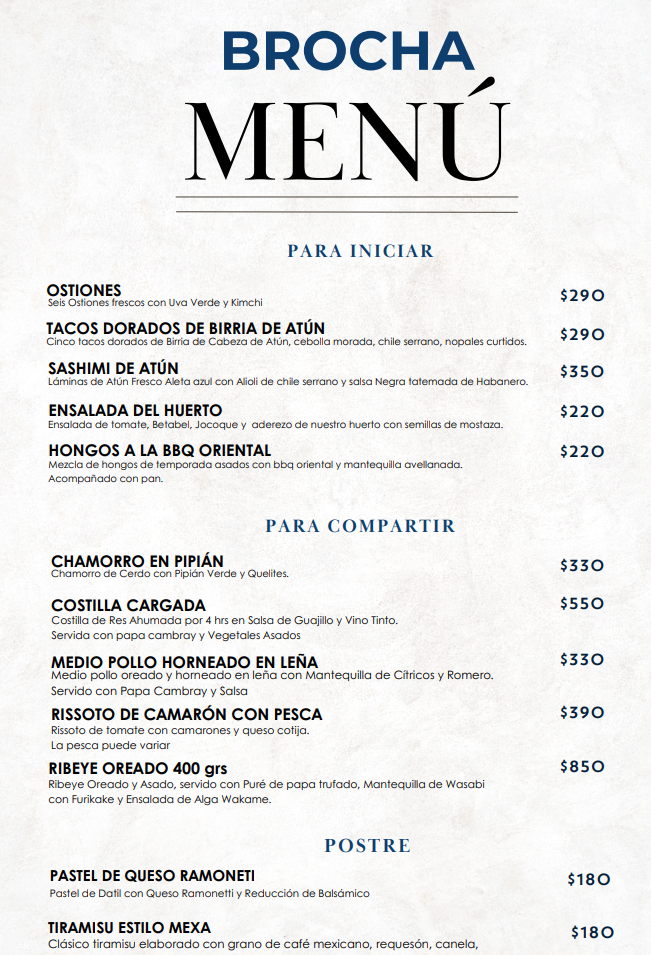 BROCHA
MENÚ
PARA INICIAR
OSTIONES
$290
Seis Ostiones frescos con Uva Verde y Kimchi
TACOS DORADOS DE BIRRIA DE ATÚN
$290
Cinco tacos dorados de Birria de Cabeza de Atún, cebolla morada, chile serrano, nopales curtidos.
SASHIMI DE ATÚN
$350
Láminas de Atún Fresco Aleta azul con Alioli de chile serrano y salsa Negra tatemada de Habanero.
ENSALADA DEL HUERTO
$220
Ensalada de tomate, Betabel, Jocoque y aderezo de nuestro huerto con semillas de mostaza.
HONGOS A LA BBQ ORIENTAL
$220
Mezcla de hongos de temporada asados con bbq oriental y mantequilla avellanada.
Acompañado con pan.
PARA COMPARTIR
CHAMORRO EN PIPIÁN
$330
Chamorro de Cerdo con Pipián Verde y Quelites.
COSTILLA CARGADA
$550
Costilla de Res Ahumada por 4 hrs en Salsa de Guajillo y Vino Tinto.
Servida con papa cambray y Vegetales Asados
MEDIO POLLO HORNEADO EN LEÑA
$330
Medio pollo oreado y horneado en leña con Mantequilla de Cítricos y Romero.
Servido con Papa Cambray y Salsa
RISSOTO DE CAMARÓN CON PESCA
$390
Rissoto de tomate con camarones y queso cotija.
La pesca puede variar
RIBEYE OREADO 400 grs
$850
Ribeye Oreado y Asado, servido con Puré de papa trufado, Mantequilla de Wasabi
con Furikake y Ensalada de Alga Wakame.
POSTRE
PASTEL DE QUESO RAMONETI
$180
Pastel de Datil con Queso Ramonetti y Reducción de Balsámico
TIRAMISU ESTILO MEXA
$180
Clásico tiramisu elaborado con grano de café mexicano, requesón, canela,